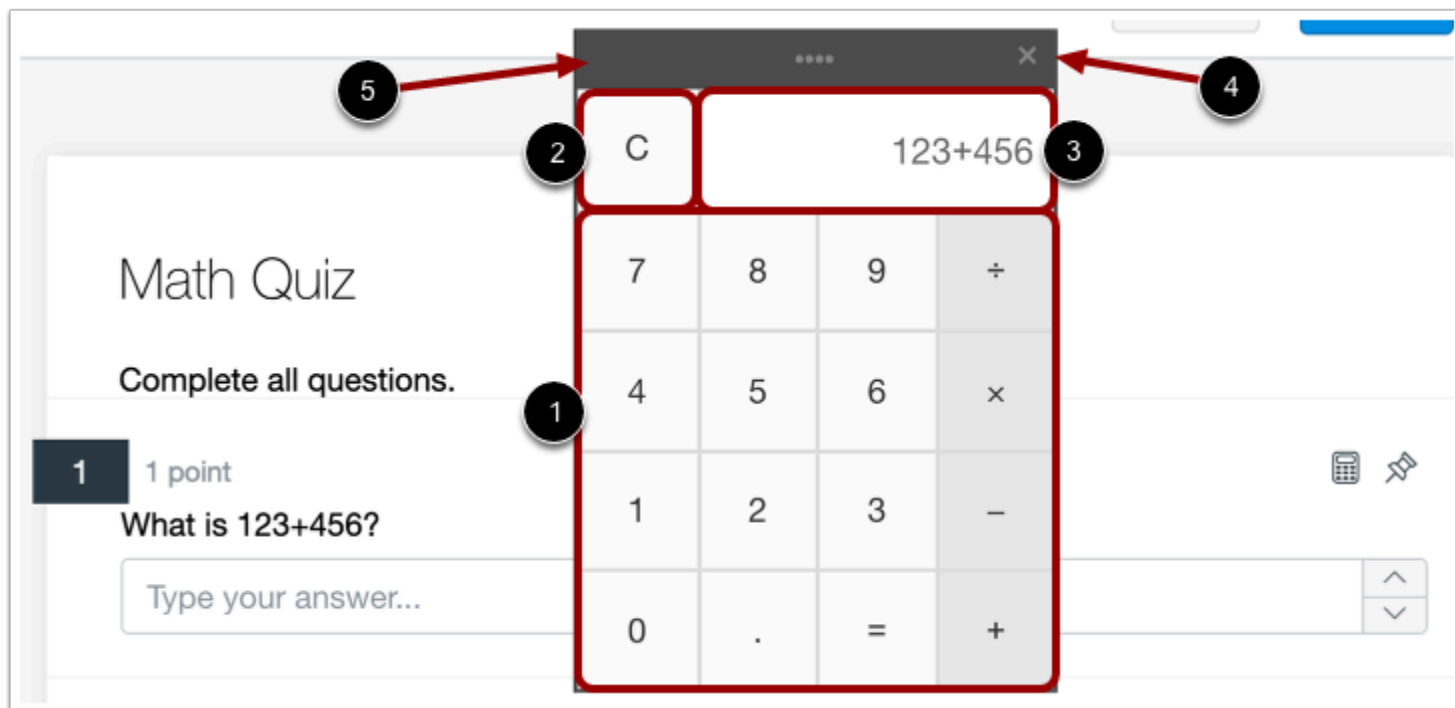 5
4
2
C
123+456
3
Math Quiz
7 8 9 ÷
Complete all questions.
1
4 5 6 ×
1 1 point
1 2 3 −
What is 123+456?
Type your answer...
0 . = +